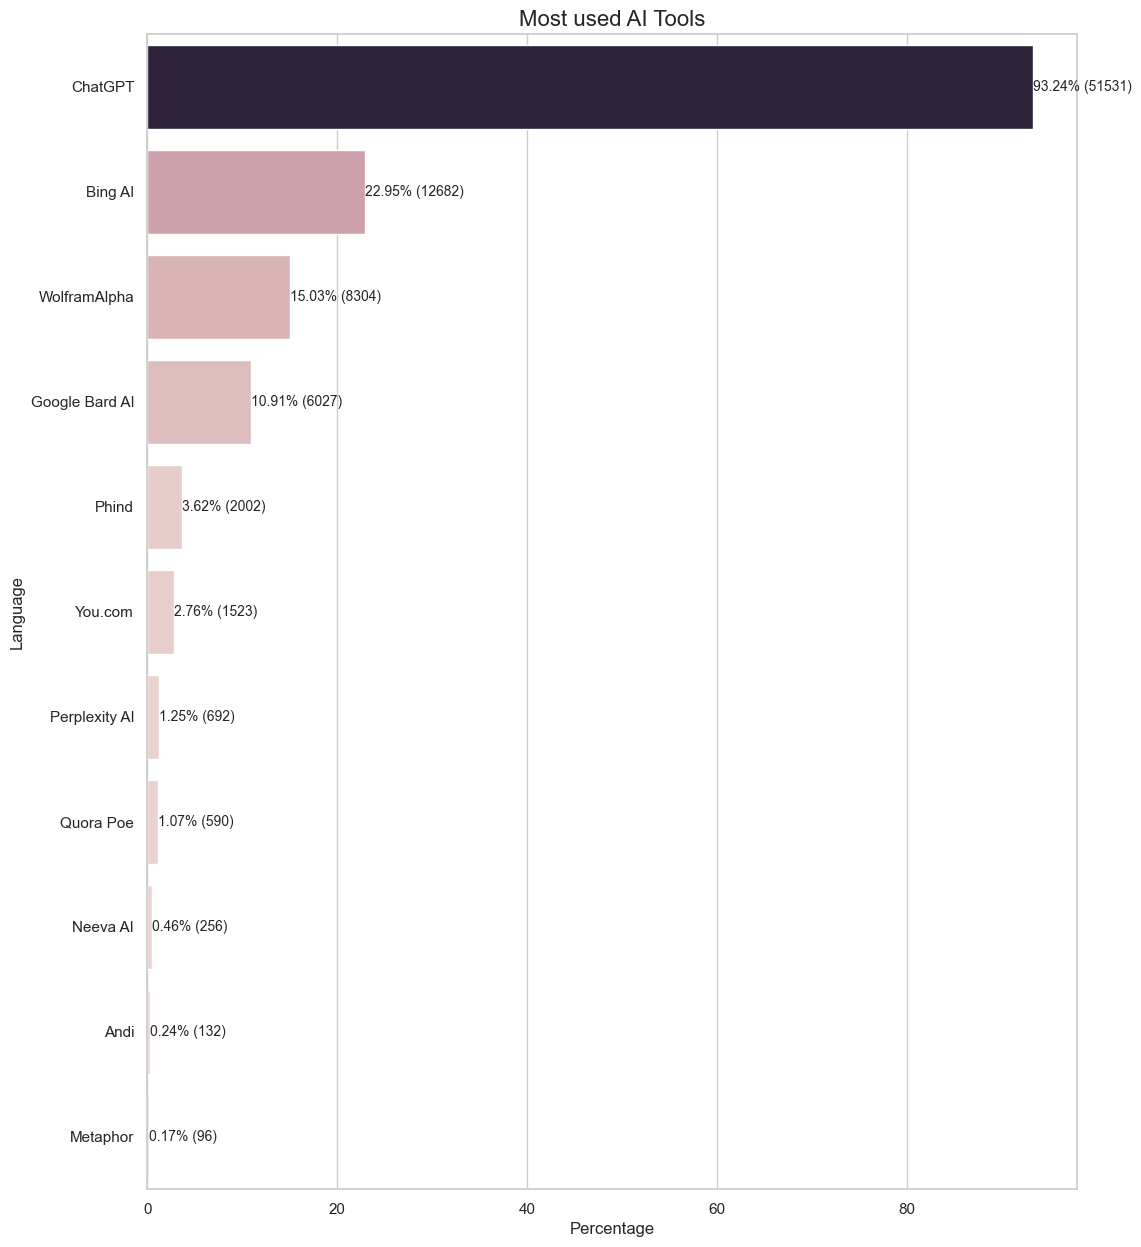 Most used AI Tools
ChatGPT
93.24% (51531)
Bing AI
22.95% (12682)
WolframAlpha
15.03% (8304)
Google Bard AI
10.91% (6027)
Phind
3.62% (2002)
You.com
2.76% (1523)
Perplexity AI
1.25% (692)
Quora Poe
1.07% (590)
Neeva AI
0.46% (256)
Andi
0.24% (132)
Metaphor
0.17% (96)
Language
0 20 40 60 80
Percentage